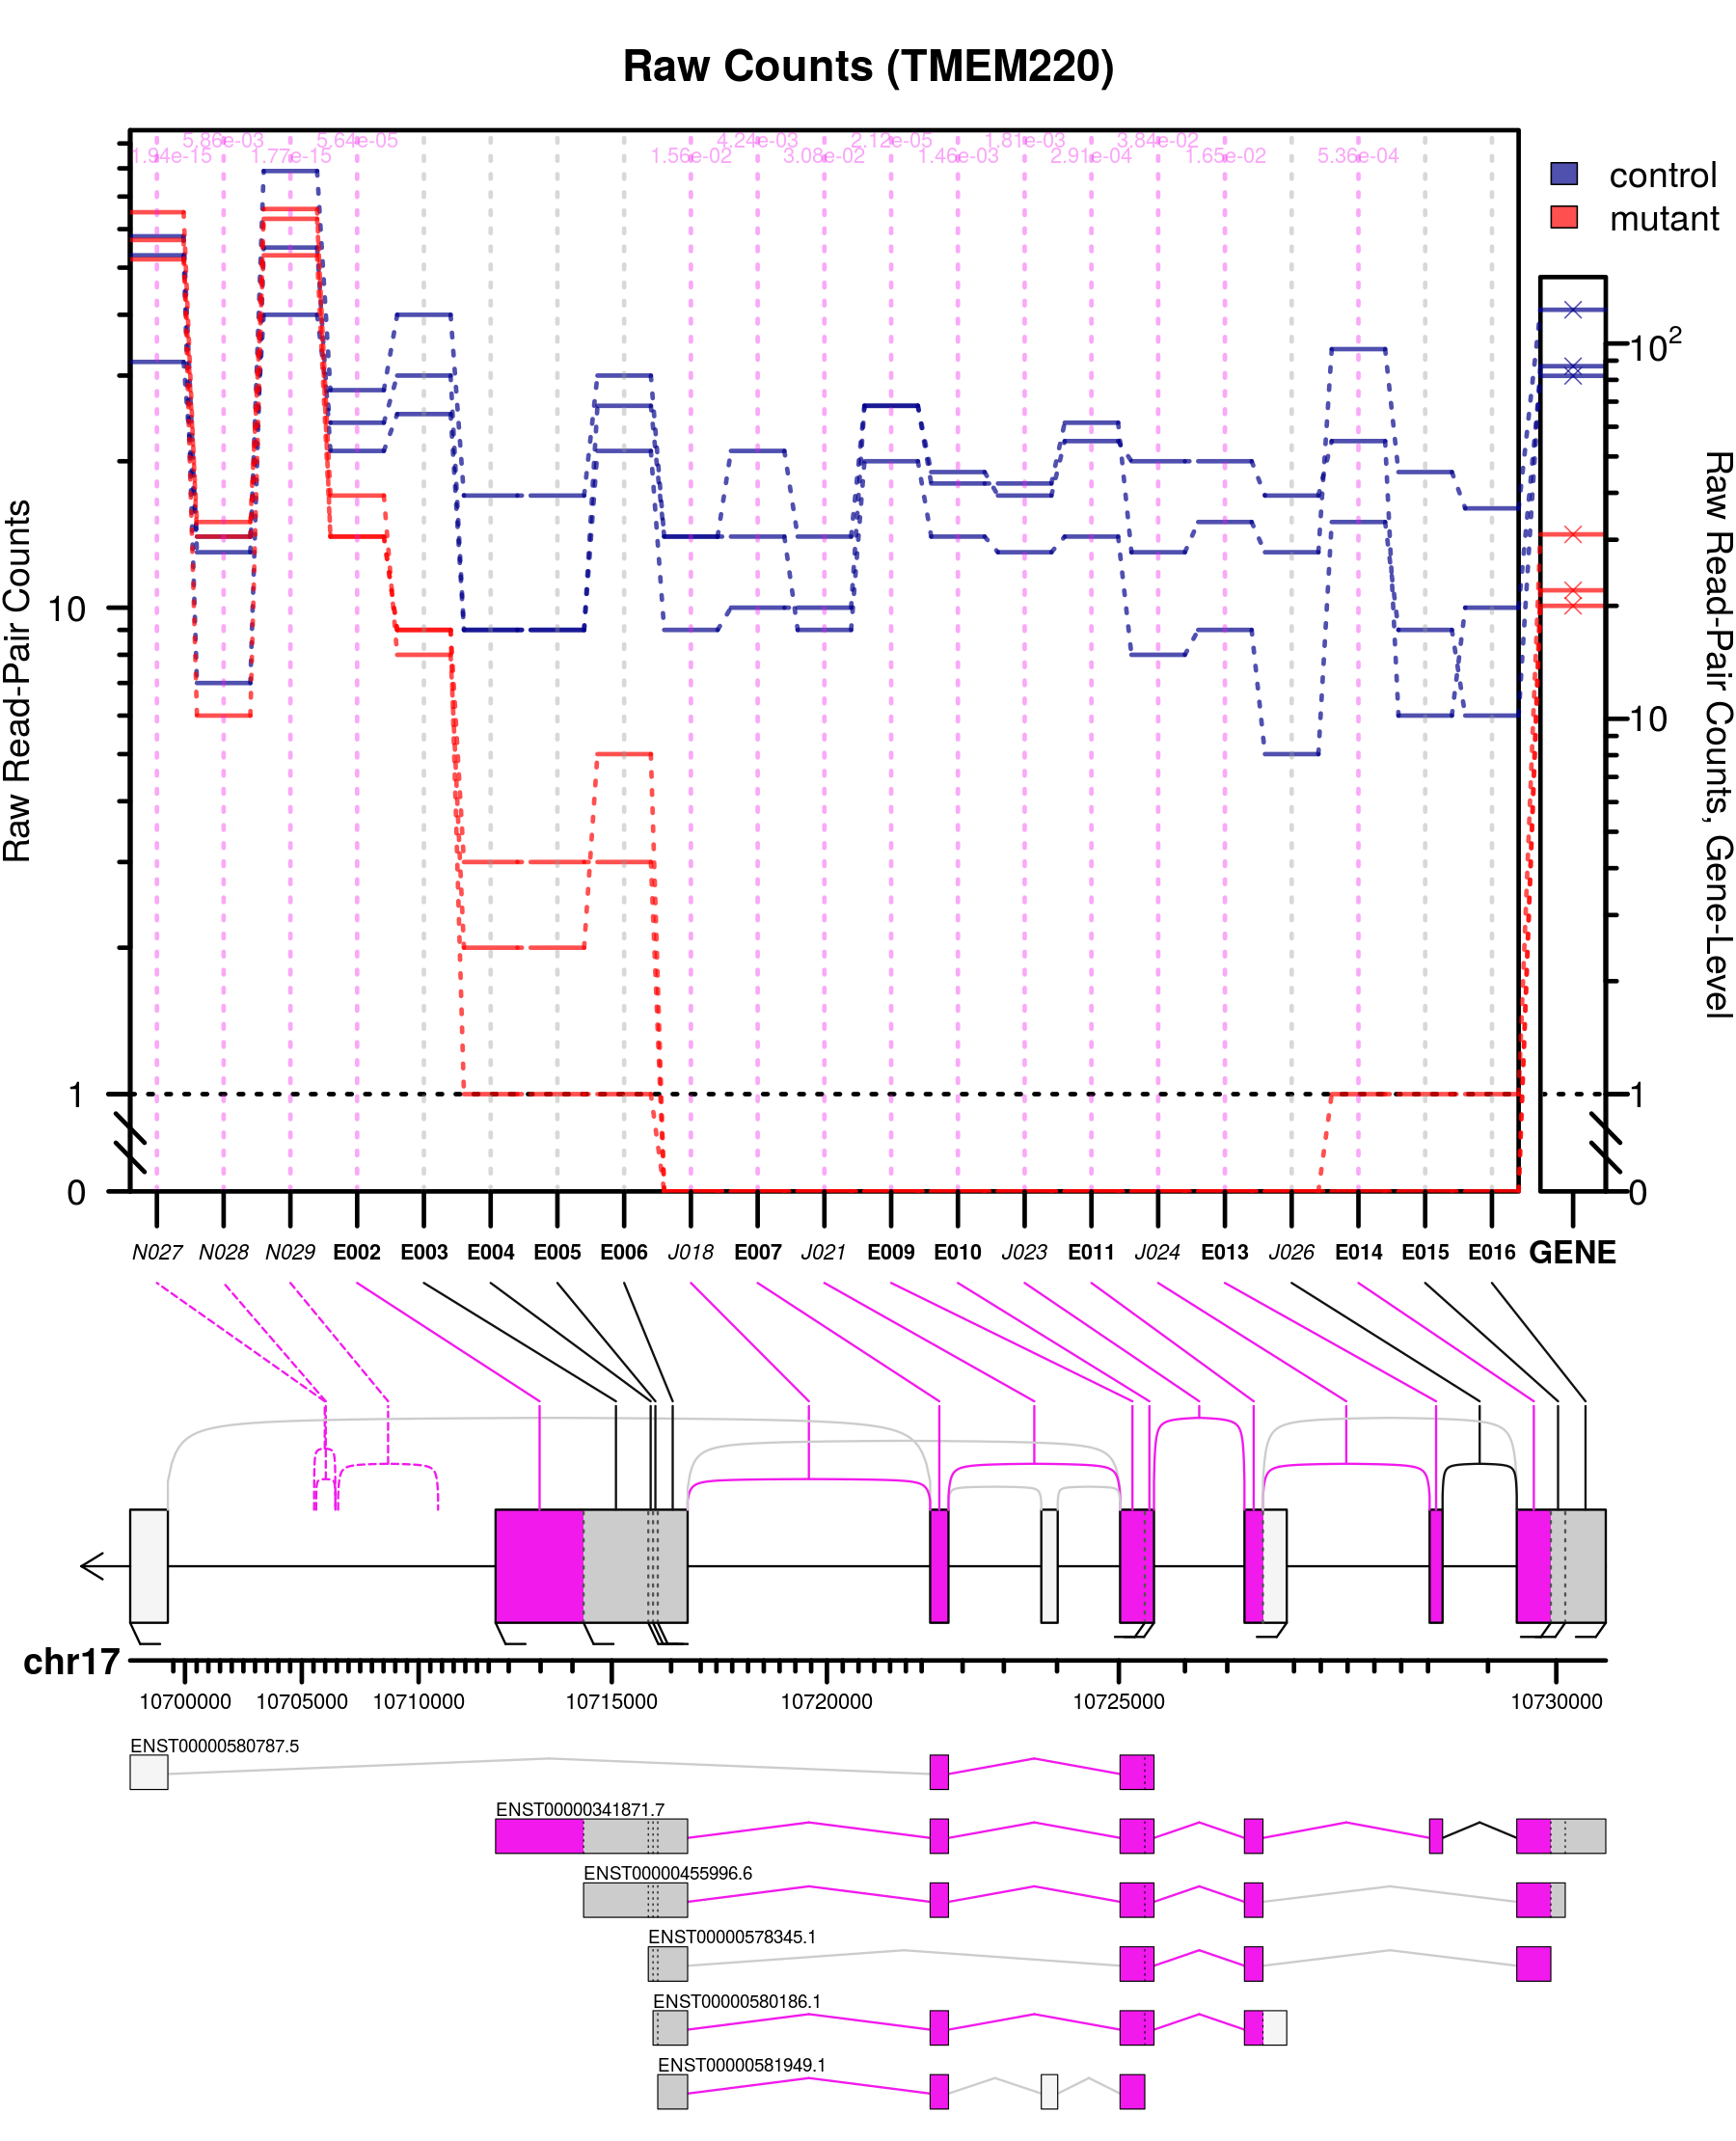 Raw Counts (TMEM220)
5.86e-03 5.64e-05 4.24e-03 2.12e-05 1.81e-03 3.84e-02
1.94e-15 1.77e-15 1.56e-02 3.08e-02 1.46e-03 2.91e-04 1.65e-02 5.36e-04
control
mutant
Raw Read-Pair Counts
10
1
0
10²
10
1
0
Raw Read-Pair Counts, Gene-Level
N027 N028 N029 E002 E003 E004 E005 E006 J018 E007 J021 E009 E010 J023 E011 J024 E013 J026 E014 E015 E016 GENE
chr17
10700000 10705000 10710000 10715000 10720000 10725000 10730000
ENST00000580787.5
ENST00000341871.7
ENST00000455996.6
ENST00000578345.1
ENST00000580186.1
ENST00000581949.1